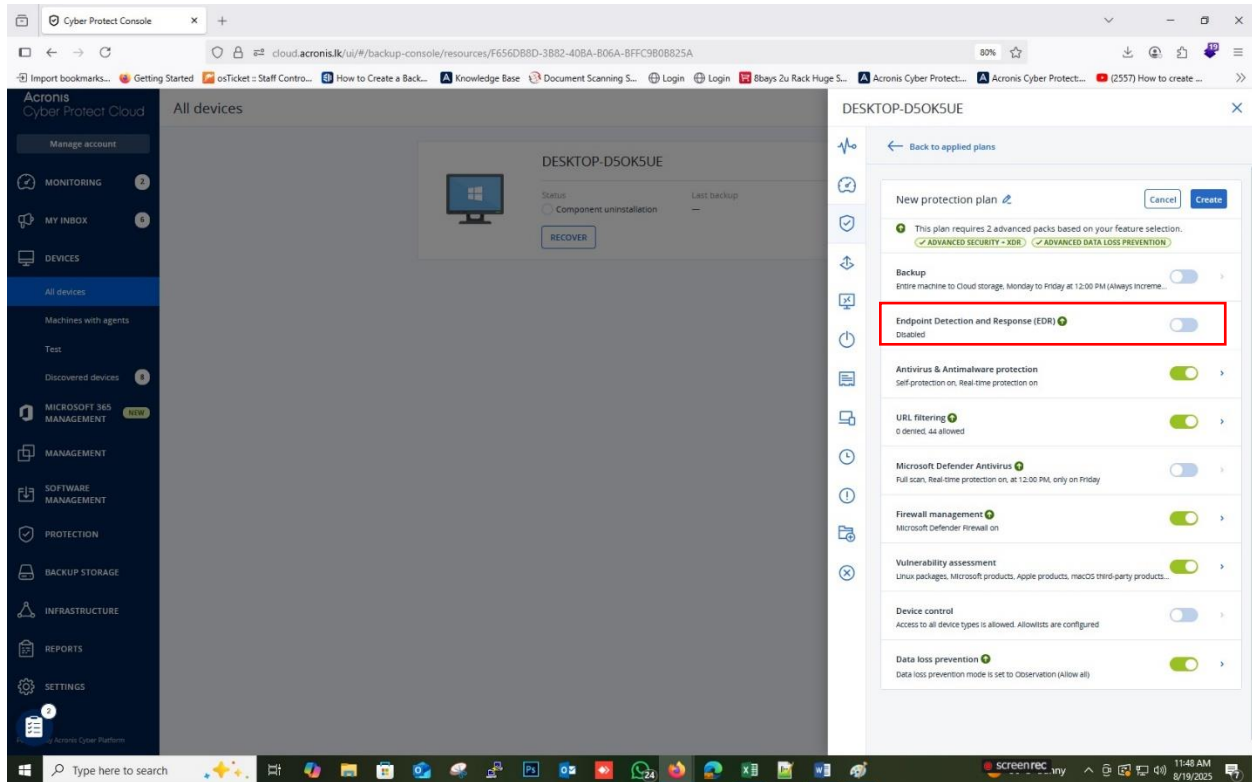 Cyber Protect Console
cloud.acronis.lk/ui/#/backup-console/resources/F656DB8D-3B82-40BA-B06A-8FFC9B0B825A
80%
19
Import bookmarks...
Getting Started
osTicket :: Staff Contro...
How to Create a Back...
Knowledge Base
Document Scanning S...
Login
Login
8bays 2u Rack Huge S...
Acronis Cyber Protect:...
Acronis Cyber Protect:...
(2557) How to create ...
Acronis
Cyber Protect Cloud
Manage account
MONITORING
2
MY INBOX
6
DEVICES
All devices
Machines with agents
Test
Discovered devices
8
MICROSOFT 365
MANAGEMENT
NEW
MANAGEMENT
SOFTWARE
MANAGEMENT
PROTECTION
BACKUP STORAGE
INFRASTRUCTURE
REPORTS
SETTINGS
2
by Acronis Cyber Platform
All devices
DESKTOP-D5OK5UE
Status
Last backup
Component uninstallation
—
RECOVER
DESKTOP-D5OK5UE
Back to applied plans
New protection plan
Cancel
Create
This plan requires 2 advanced packs based on your feature selection.
ADVANCED SECURITY + XDR
ADVANCED DATA LOSS PREVENTION
Backup
Entire machine to Cloud storage, Monday to Friday at 12:00 PM (Always Increme...
Endpoint Detection and Response (EDR)
Disabled
Antivirus & Antimalware protection
Self-protection on, Real-time protection on
URL filtering
0 denied, 44 allowed
Microsoft Defender Antivirus
Full scan, Real-time protection on, at 12:00 PM, only on Friday
Firewall management
Microsoft Defender Firewall on
Vulnerability assessment
Linux packages, Microsoft products, Apple products, macOS third-party products...
Device control
Access to all device types is allowed. Allowlists are configured
Data loss prevention
Data loss prevention mode is set to Observation (Allow all)
Type here to search
24
screenrec
11:48 AM
8/19/2025